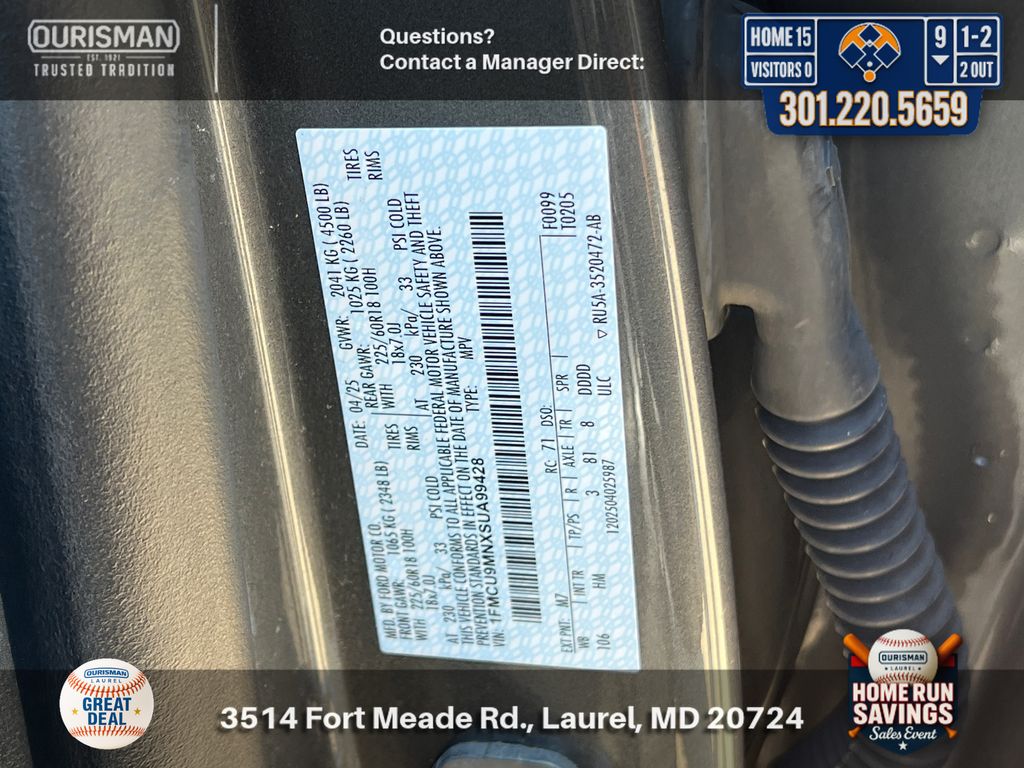 OURISMAN
EST. 1921
TRUSTED TRADITION
Questions?
Contact a Manager Direct:
HOME 15
VISITORS 0
9
1-2
2 OUT
301.220.5659
MFD. BY FORD MOTOR CO.
DATE: 04/25 GVWR: 2041 KG ( 4500 LB)
FRONT GAWR: 1065 KG ( 2348 LB)
REAR GAWR: 1025 KG ( 2260 LB)
WITH 225/60R18 100H TIRES
WITH 225/60R18 100H TIRES
18x7.0J RIMS
18x7.0J RIMS
AT 230 kPa/ 33 PSI COLD
AT 230 kPa/ 33 PSI COLD
THIS VEHICLE CONFORMS TO ALL APPLICABLE FEDERAL MOTOR VEHICLE SAFETY AND THEFT
PREVENTION STANDARDS IN EFFECT ON THE DATE OF MANUFACTURE SHOWN ABOVE.
VIN: 1FMCU9MNXSUA99428 TYPE: MPV
EXT PNT: M7 RC: 71 DSO: F0099
WB INT TR TP/PS R AXLE TR SPR T0205
106 HM 3 81 8 DDDD
1202504025987 ULC ▽ RU5A-3520472-AB
OURISMAN
LAUREL
GREAT
DEAL
3514 Fort Meade Rd., Laurel, MD 20724
OURISMAN
LAUREL
HOME RUN
SAVINGS
Sales Event